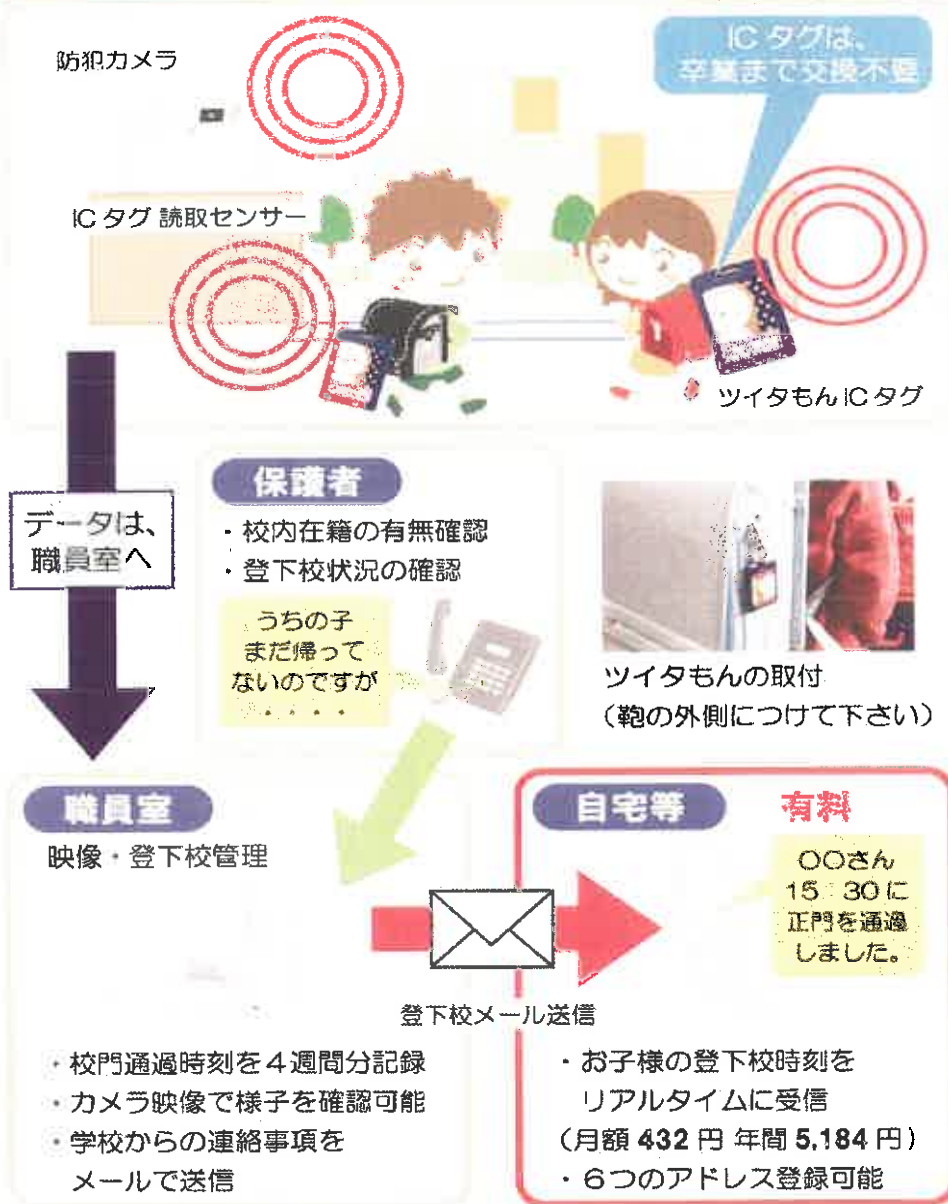 防犯カメラ
ICタグは、
卒業まで交換不要
ICタグ 読取センサー
ツイタもんICタグ
データは、
職員室へ
保護者
・校内在籍の有無確認
・登下校状況の確認
うちの子
まだ帰って
ないのですが
・・・・
ツイタもんの取付
（鞄の外側につけて下さい）
職員室
映像・登下校管理
・校門通過時刻を４週間分記録
・カメラ映像で様子を確認可能
・学校からの連絡事項を
メールで送信
登下校メール送信
自宅等
有料
〇〇さん
15：30に
正門を通過
しました。
・お子様の登下校時刻を
リアルタイムに受信
（月額 432 円 年間 5,184 円）
・６つのアドレス登録可能